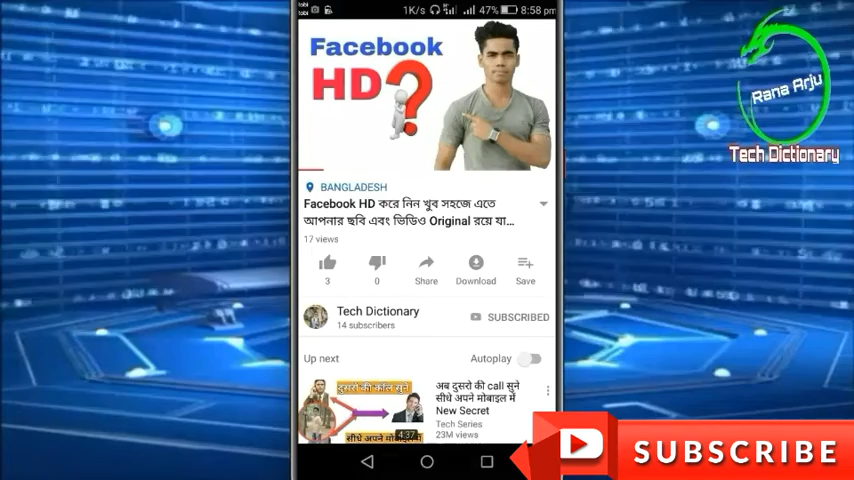 1K/s 47% 8:58 pm
Facebook
HD?
Rana Arju
Tech Dictionary
BANGLADESH
Facebook HD করে নিন খুব সহজে এতে
আপনার ছবি এবং ভিডিও Original রয়ে যা...
17 views
3 0 Share Download Save
Tech Dictionary
14 subscribers
SUBSCRIBED
Up next Autoplay
दुसरो की कॉल सुने
4:37
सीधे अपने मोबाइल में
अब दुसरो की call सुने
सीधे अपने मोबाइल में
New Secret
Tech Series
23M views
SUBSCRIBE